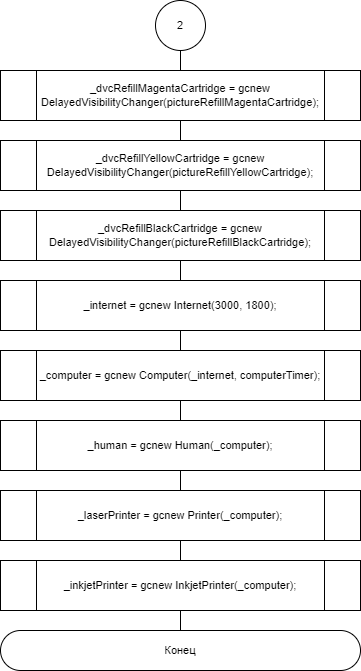 2
_dvcRefillMagentaCartridge = gcnew
DelayedVisibilityChanger(pictureRefillMagentaCartridge);
_dvcRefillYellowCartridge = gcnew
DelayedVisibilityChanger(pictureRefillYellowCartridge);
_dvcRefillBlackCartridge = gcnew
DelayedVisibilityChanger(pictureRefillBlackCartridge);
_internet = gcnew Internet(3000, 1800);
_computer = gcnew Computer(_internet, computerTimer);
_human = gcnew Human(_computer);
_laserPrinter = gcnew Printer(_computer);
_inkjetPrinter = gcnew InkjetPrinter(_computer);
Конец